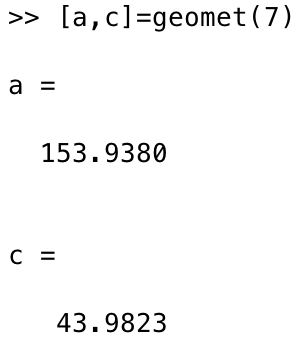 >> [a,c]=geomet(7)
a =
153.9380
c =
43.9823